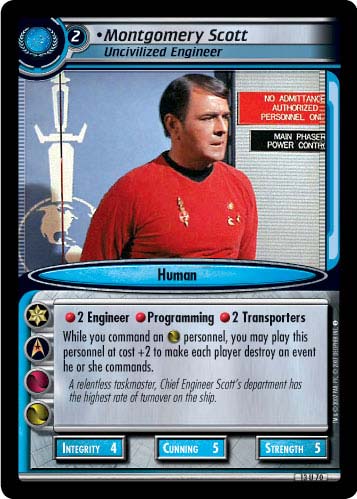 2
•Montgomery Scott
Uncivilized Engineer
NO ADMITTANCE
AUTHORIZED
PERSONNEL ONL
MAIN PHASER
POWER CONTRO
Human
2 Engineer Programming 2 Transporters
While you command an personnel, you may play this
personnel at cost +2 to make each player destroy an event
he or she commands.
A relentless taskmaster, Chief Engineer Scott's department has
the highest rate of turnover on the ship.
INTEGRITY 4 CUNNING 5 STRENGTH 5